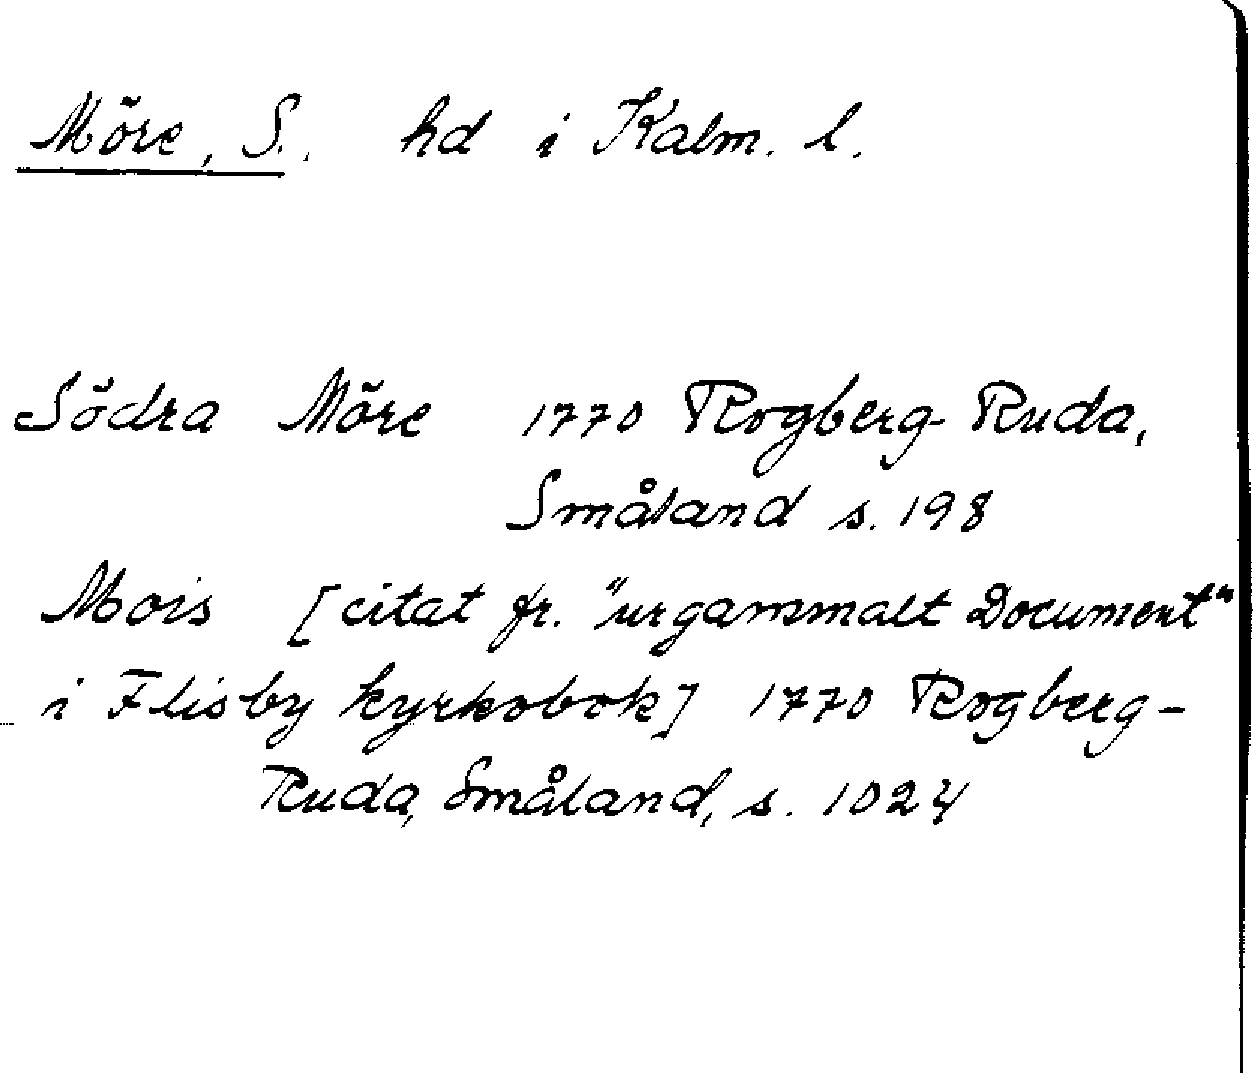 Möre, S., hd i Kalm. l.
Södra Möre 1770 Rogberg-Ruda,
Småland s. 198
Mois [citat fr. "urgammalt Document"
i Flisby kyrkobok] 1770 Rogberg-
Ruda, Småland, s. 1024